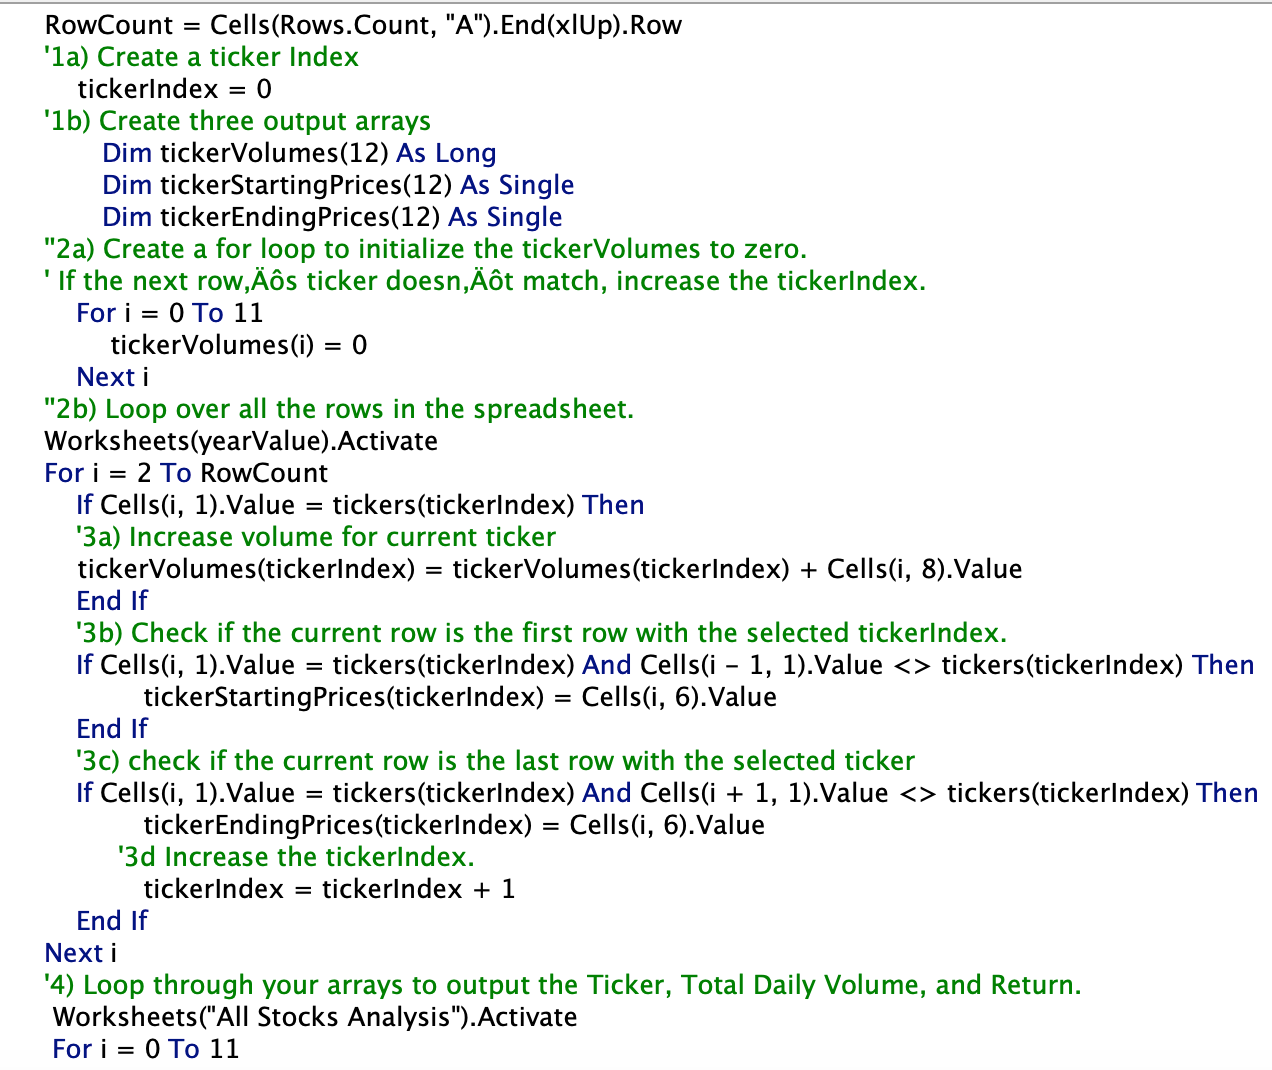 RowCount = Cells(Rows.Count, "A").End(xlUp).Row
'1a) Create a ticker Index
tickerIndex = 0
'1b) Create three output arrays
Dim tickerVolumes(12) As Long
Dim tickerStartingPrices(12) As Single
Dim tickerEndingPrices(12) As Single
''2a) Create a for loop to initialize the tickerVolumes to zero.
' If the next row‚Äôs ticker doesn‚Äôt match, increase the tickerIndex.
For i = 0 To 11
tickerVolumes(i) = 0
Next i
''2b) Loop over all the rows in the spreadsheet.
Worksheets(yearValue).Activate
For i = 2 To RowCount
If Cells(i, 1).Value = tickers(tickerIndex) Then
'3a) Increase volume for current ticker
tickerVolumes(tickerIndex) = tickerVolumes(tickerIndex) + Cells(i, 8).Value
End If
'3b) Check if the current row is the first row with the selected tickerIndex.
If Cells(i, 1).Value = tickers(tickerIndex) And Cells(i - 1, 1).Value <> tickers(tickerIndex) Then
tickerStartingPrices(tickerIndex) = Cells(i, 6).Value
End If
'3c) check if the current row is the last row with the selected ticker
If Cells(i, 1).Value = tickers(tickerIndex) And Cells(i + 1, 1).Value <> tickers(tickerIndex) Then
tickerEndingPrices(tickerIndex) = Cells(i, 6).Value
'3d Increase the tickerIndex.
tickerIndex = tickerIndex + 1
End If
Next i
'4) Loop through your arrays to output the Ticker, Total Daily Volume, and Return.
Worksheets("All Stocks Analysis").Activate
For i = 0 To 11